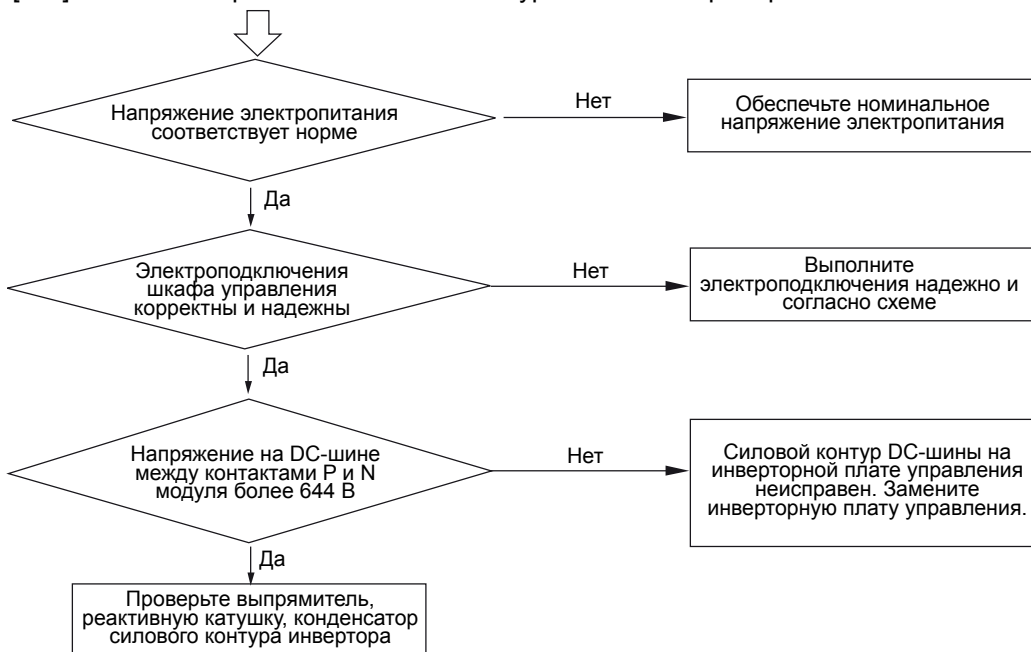 Напряжение электропитания
соответствует норме
Нет
Обеспечьте номинальное
напряжение электропитания
Да
Электроподключения
шкафа управления
корректны и надежны
Нет
Выполните
электроподключения надежно и
согласно схеме
Да
Напряжение на DC-шине
между контактами P и N
модуля более 644 В
Нет
Силовой контур DC-шины на
инверторной плате управления
неисправен. Замените
инверторную плату управления.
Да
Проверьте выпрямитель,
реактивную катушку, конденсатор
силового контура инвертора